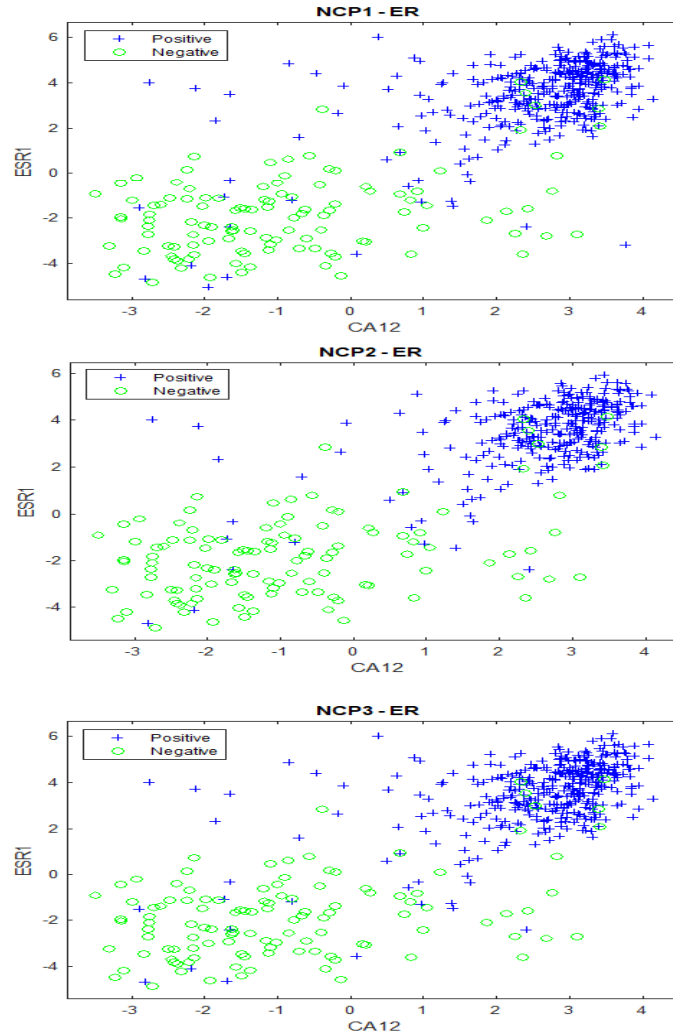 NCP1 - ER
Positive
Negative
6
4
2
0
-2
-4
ESR1
-3 -2 -1 0 1 2 3 4
CA12
NCP2 - ER
Positive
Negative
6
4
2
0
-2
-4
ESR1
-3 -2 -1 0 1 2 3 4
CA12
NCP3 - ER
Positive
Negative
6
4
2
0
-2
-4
ESR1
-3 -2 -1 0 1 2 3 4
CA12